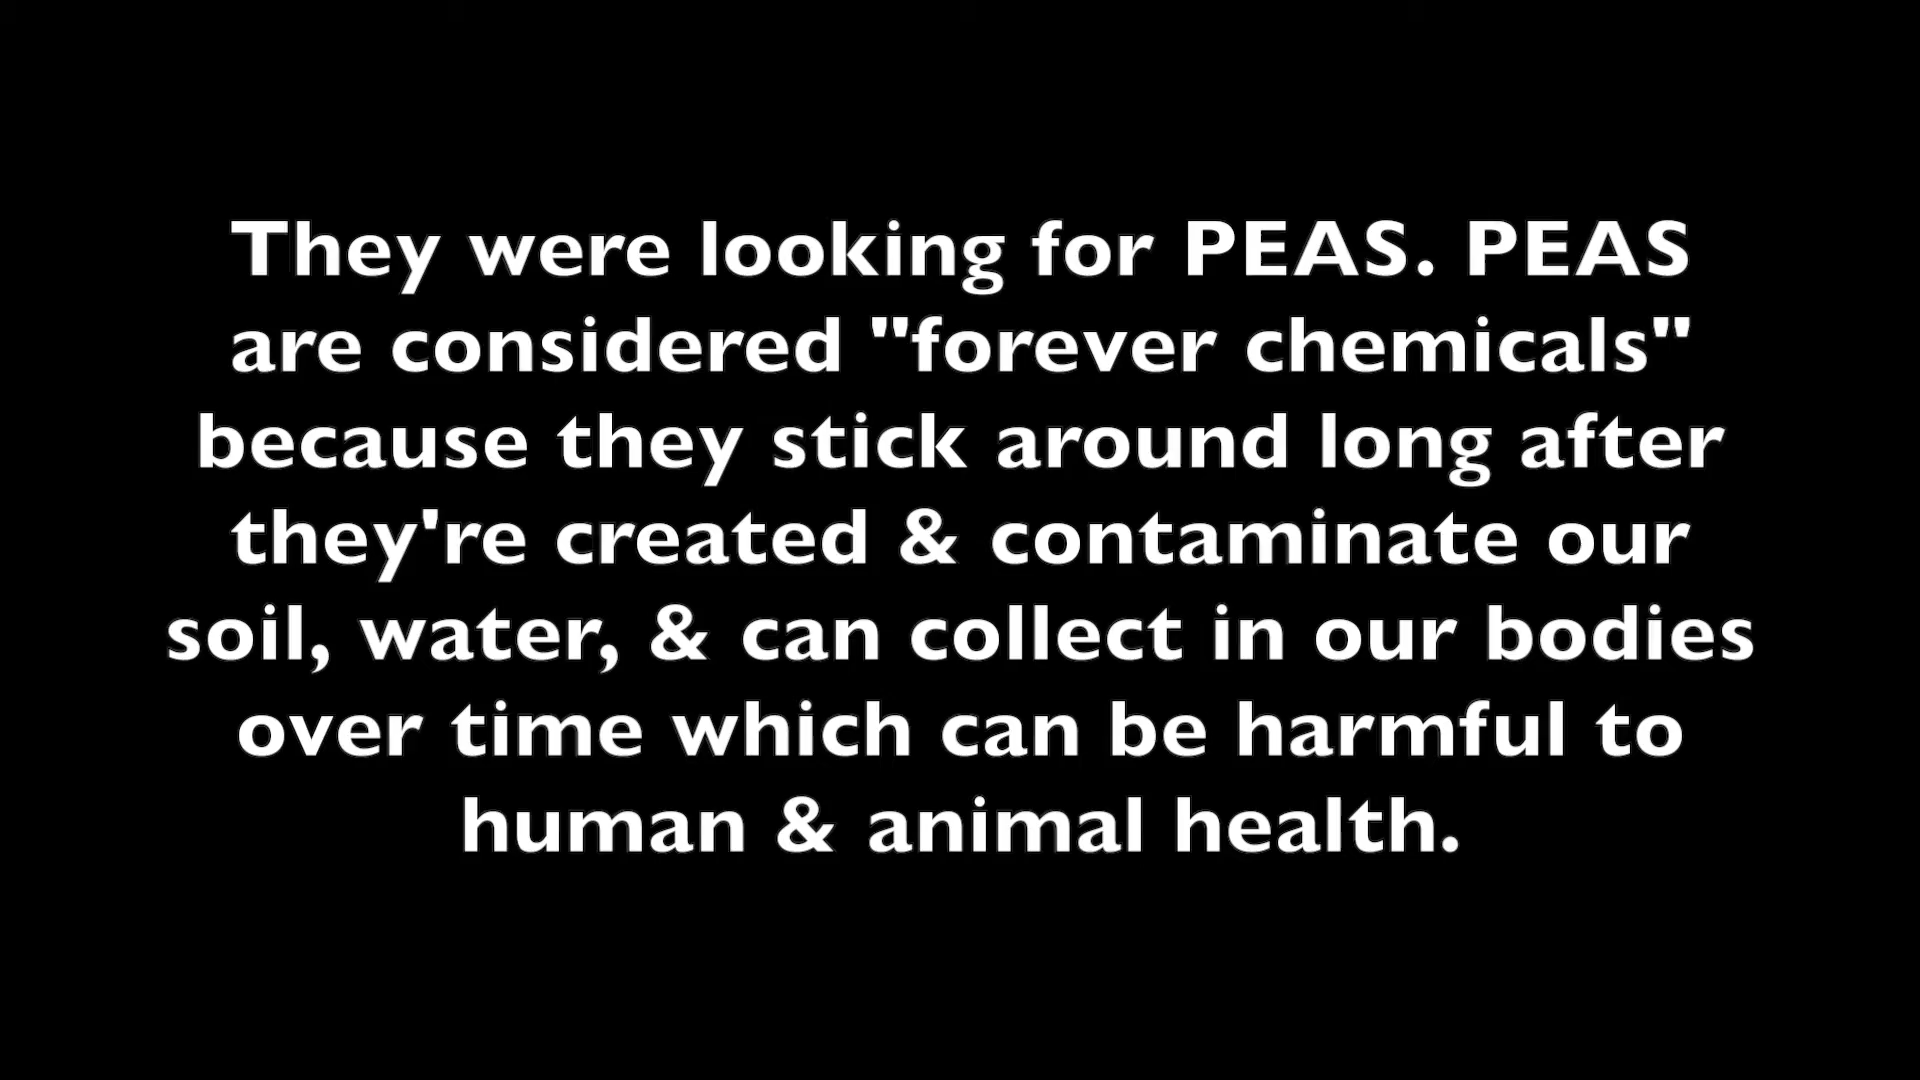 They were looking for PEAS. PEAS
are considered "forever chemicals"
because they stick around long after
they're created & contaminate our
soil, water, & can collect in our bodies
over time which can be harmful to
human & animal health.